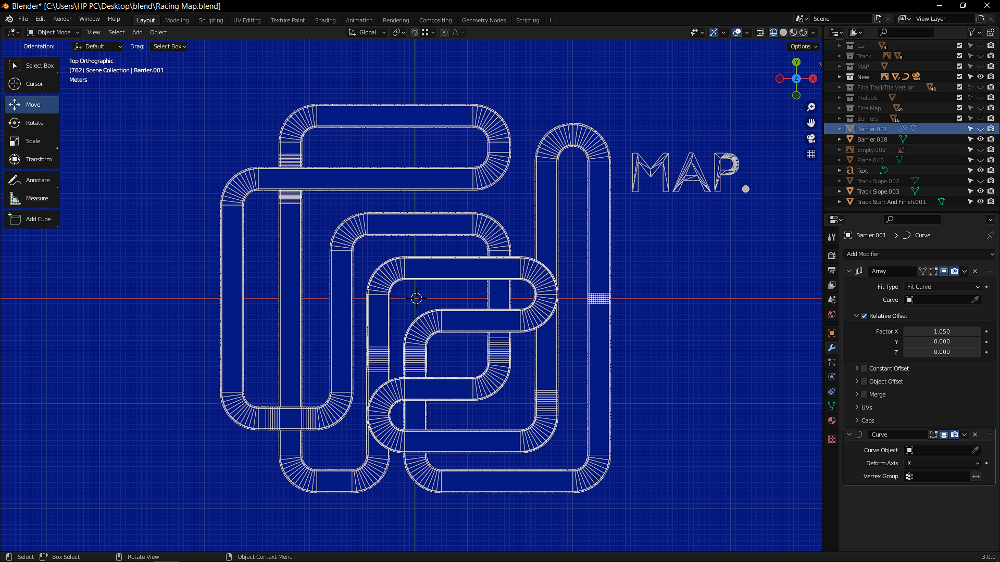 Blender* [C:\Users\HP PC\Desktop\blend\Racing Map.blend]
File Edit Render Window Help Layout Modeling Sculpting UV Editing Texture Paint Shading Animation Rendering Compositing Geometry Nodes Scripting + Scene View Layer
Object Mode View Select Add Object Global
Orientation: Default Drag: Select Box Options
Top Orthographic
(762) Scene Collection | Barrier.001
Meters
Select Box
Cursor
Move
Rotate
Scale
Transform
Annotate
Measure
Add Cube
Y
Z
X
MAP.
Car 4
Track 6
MAP
New 7
FinalTrackTrialVersion 48
PrefabS
FinalMap 49
Barriers 16
Barrier.001
Barrier.018
Empty.002
Plane.040
Text
Track Slope.002
Track Slope.003
Track Start And Finish.001
Barrier.001 > Curve
Add Modifier
Array
Fit Type Fit Curve
Curve
Relative Offset
Factor X 1.050
Y 0.000
Z 0.000
Constant Offset
Object Offset
Merge
UVs
Caps
Curve
Curve Object
Deform Axis X
Vertex Group
Select Box Select Rotate View Object Context Menu 3.0.0